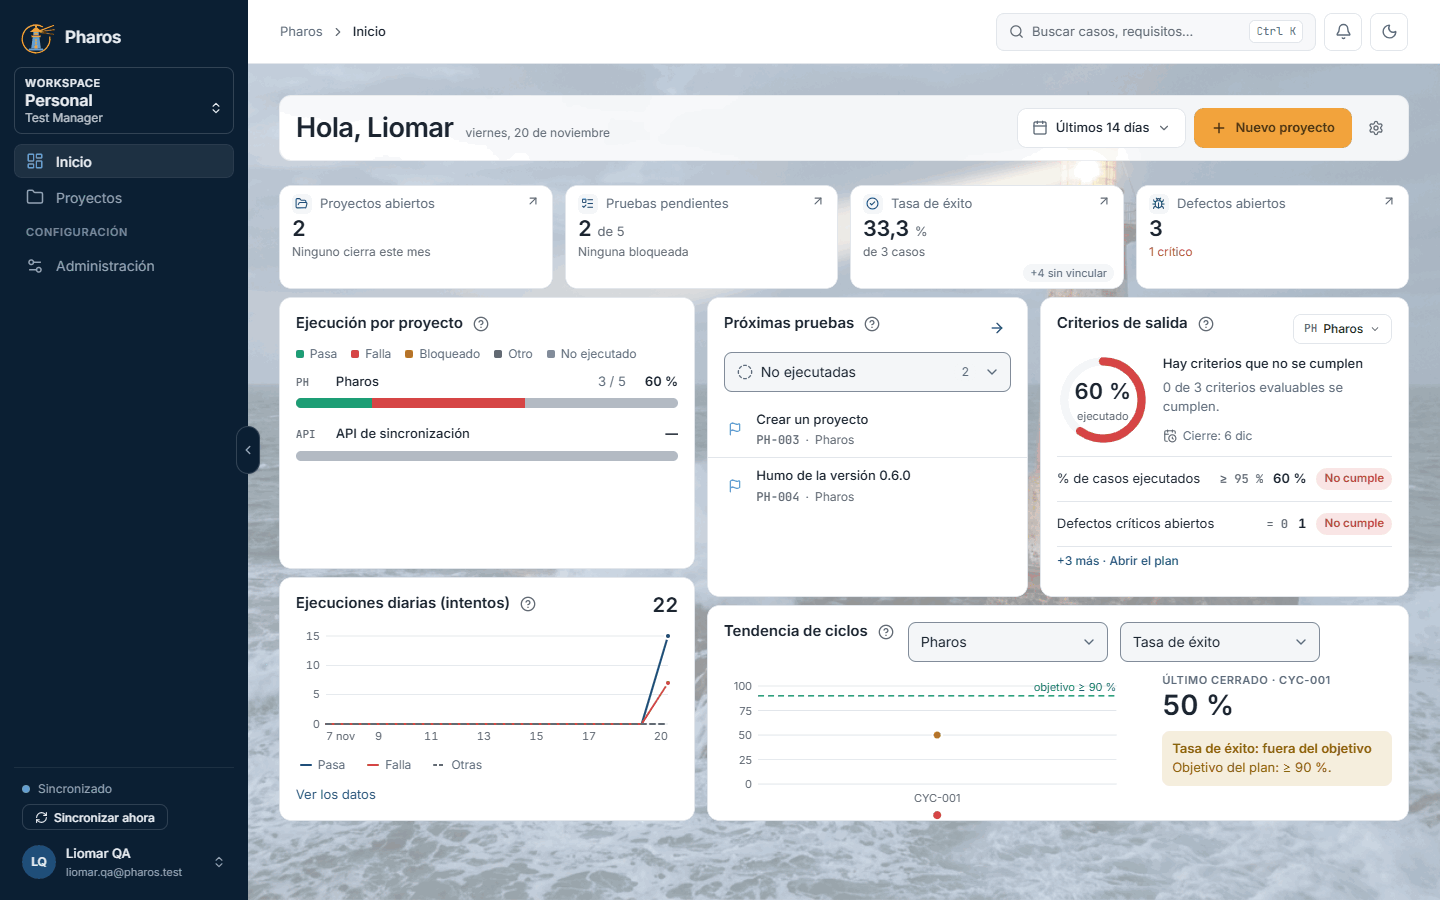 Pharos
WORKSPACE
Personal
Test Manager
Inicio
Proyectos
CONFIGURACIÓN
Administración
Sincronizado
Sincronizar ahora
LQ
Liomar QA
liomar.qa@pharos.test
Pharos > Inicio
Buscar casos, requisitos...
Ctrl K
Hola, Liomar
viernes, 20 de noviembre
Últimos 14 días
Nuevo proyecto
Proyectos abiertos
2
Ninguno cierra este mes
Pruebas pendientes
2 de 5
Ninguna bloqueada
Tasa de éxito
33,3 %
de 3 casos
+4 sin vincular
Defectos abiertos
3
1 crítico
Ejecución por proyecto
Pasa Falla Bloqueado Otro No ejecutado
PH Pharos 3 / 5 60 %
API API de sincronización —
Próximas pruebas
No ejecutadas 2
Crear un proyecto
PH-003 · Pharos
Humo de la versión 0.6.0
PH-004 · Pharos
Criterios de salida
PH Pharos
60 %
ejecutado
Hay criterios que no se cumplen
0 de 3 criterios evaluables se
cumplen.
Cierre: 6 dic
% de casos ejecutados ≥ 95 % 60 % No cumple
Defectos críticos abiertos = 0 1 No cumple
+3 más · Abrir el plan
Ejecuciones diarias (intentos)
22
15
10
5
0
7 nov 9 11 13 15 17 20
Pasa Falla Otras
Ver los datos
Tendencia de ciclos
Pharos
Tasa de éxito
objetivo ≥ 90 %
100
75
50
25
0
CYC-001
ÚLTIMO CERRADO · CYC-001
50 %
Tasa de éxito: fuera del objetivo
Objetivo del plan: ≥ 90 %.